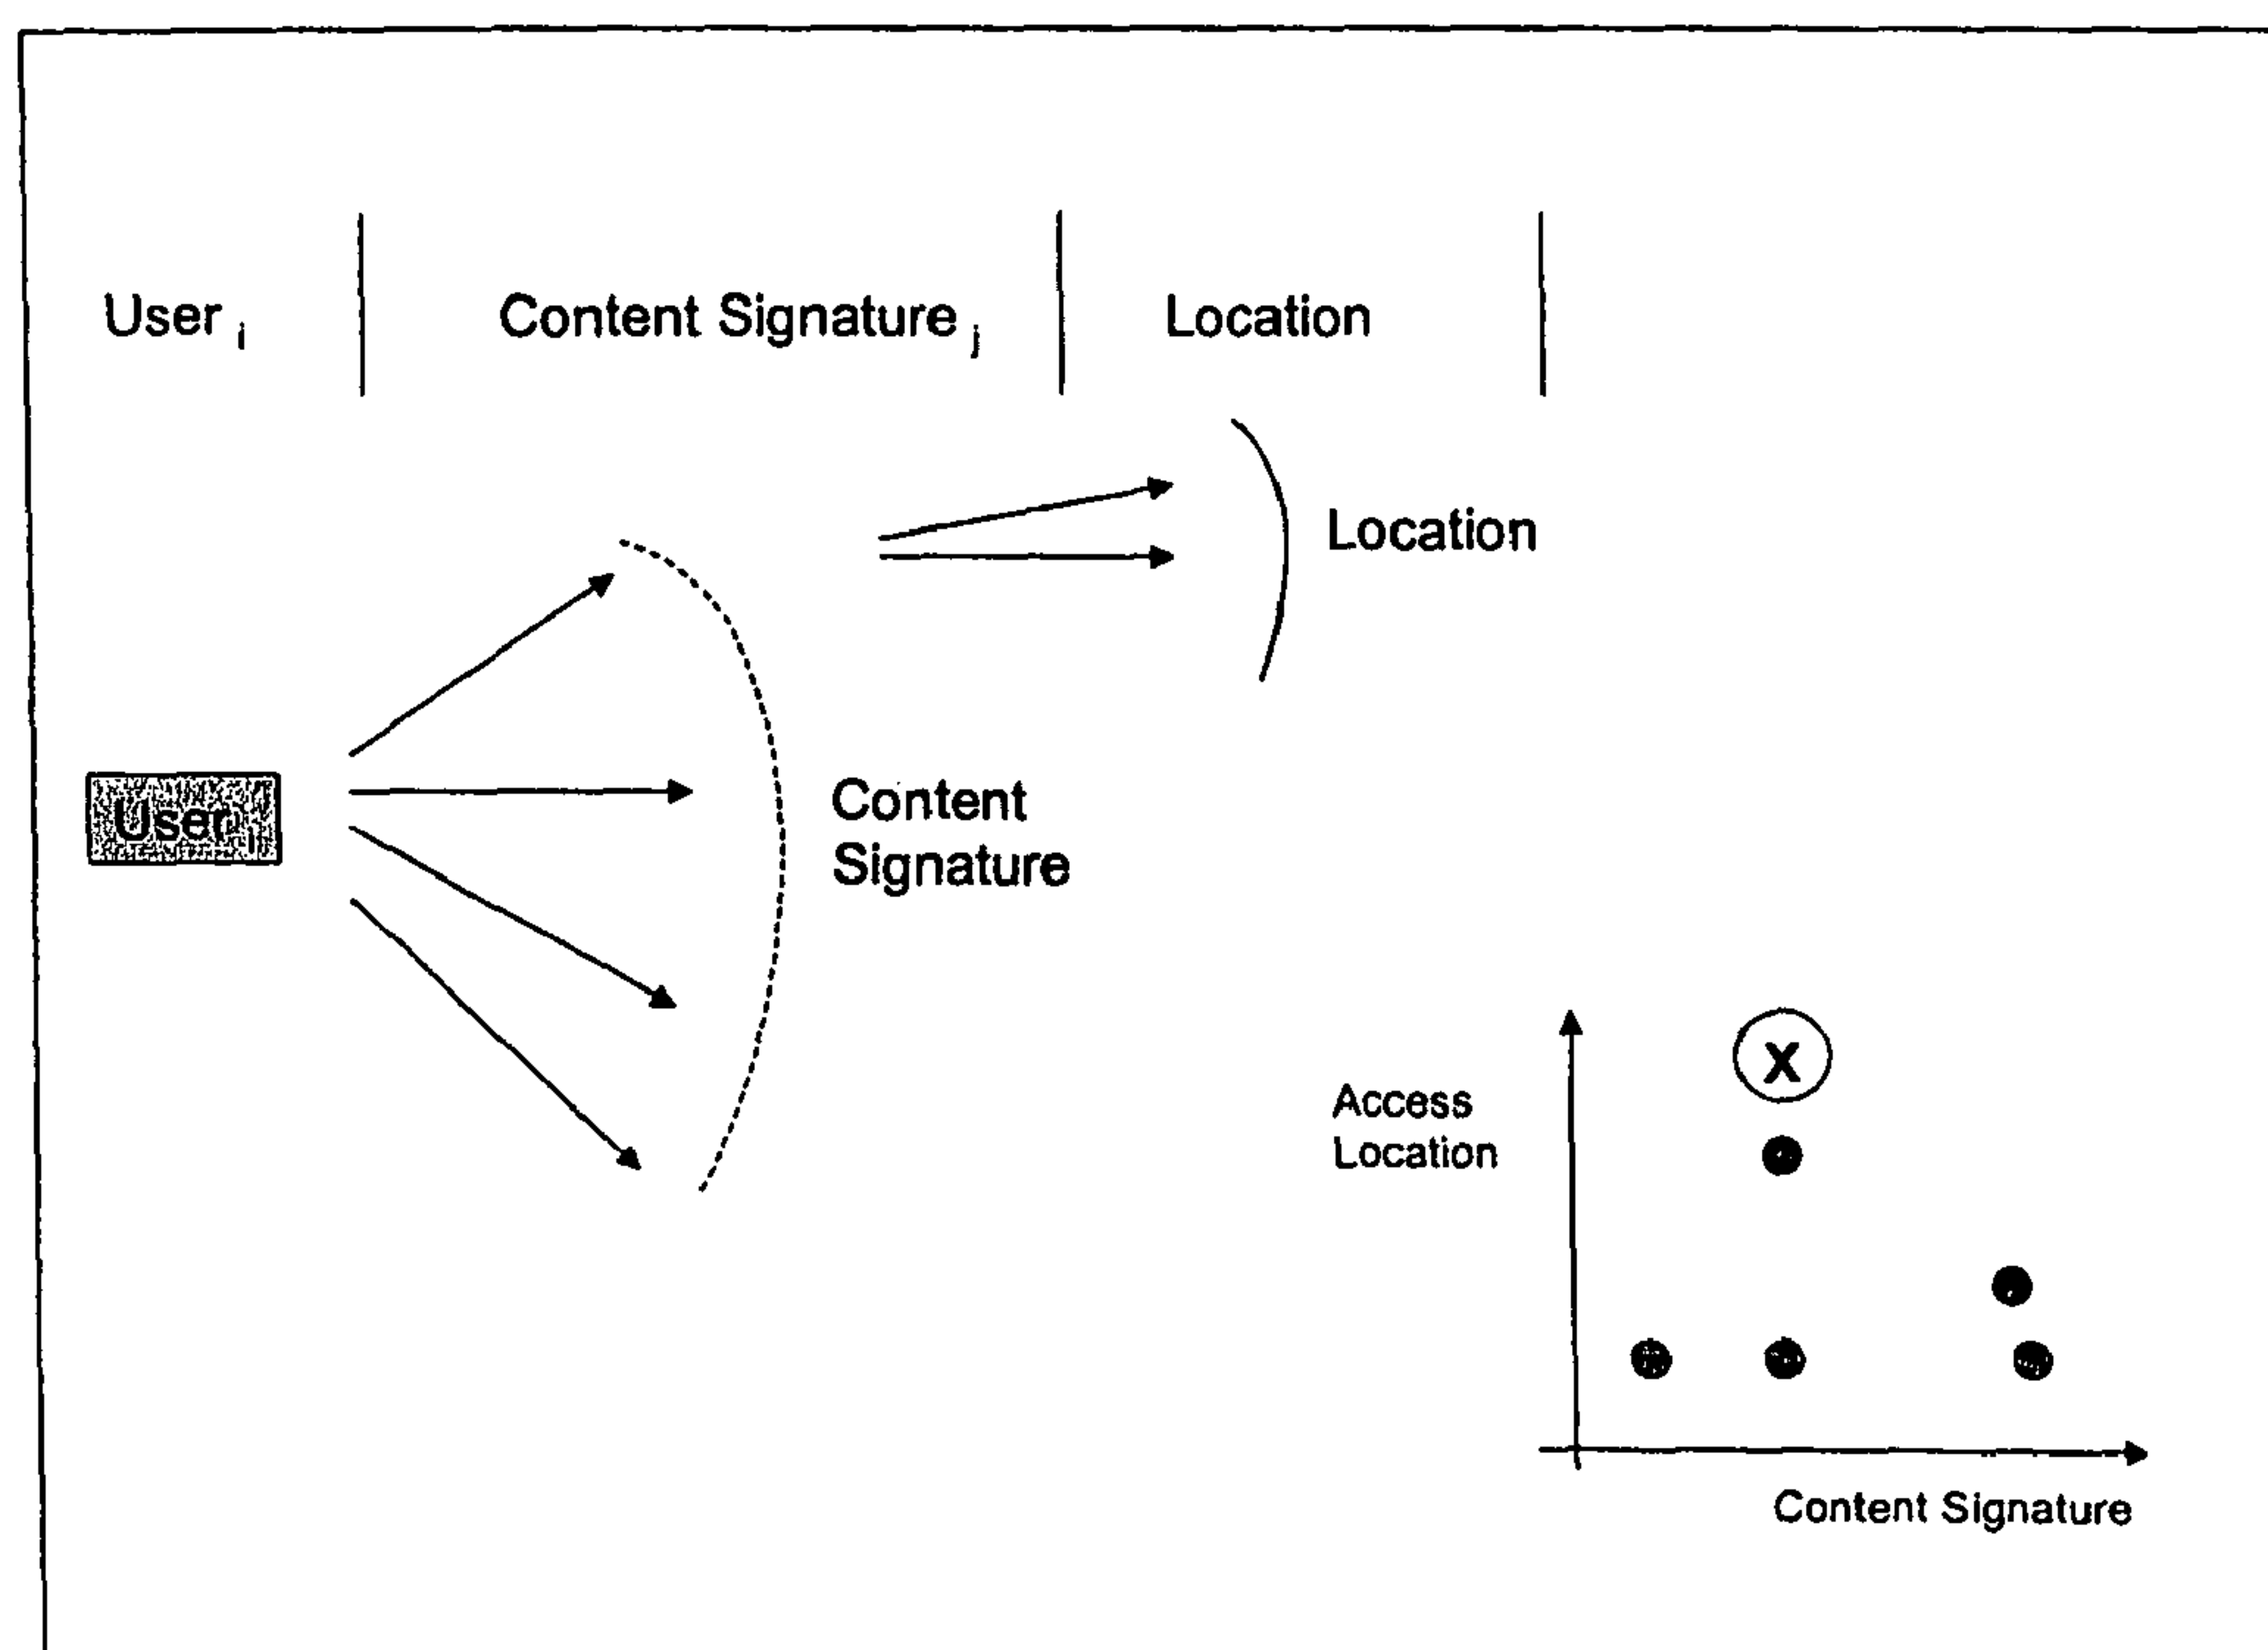 User i
Content Signature j
Location
Location
User i
Content
Signature
X
Access
Location
Content Signature